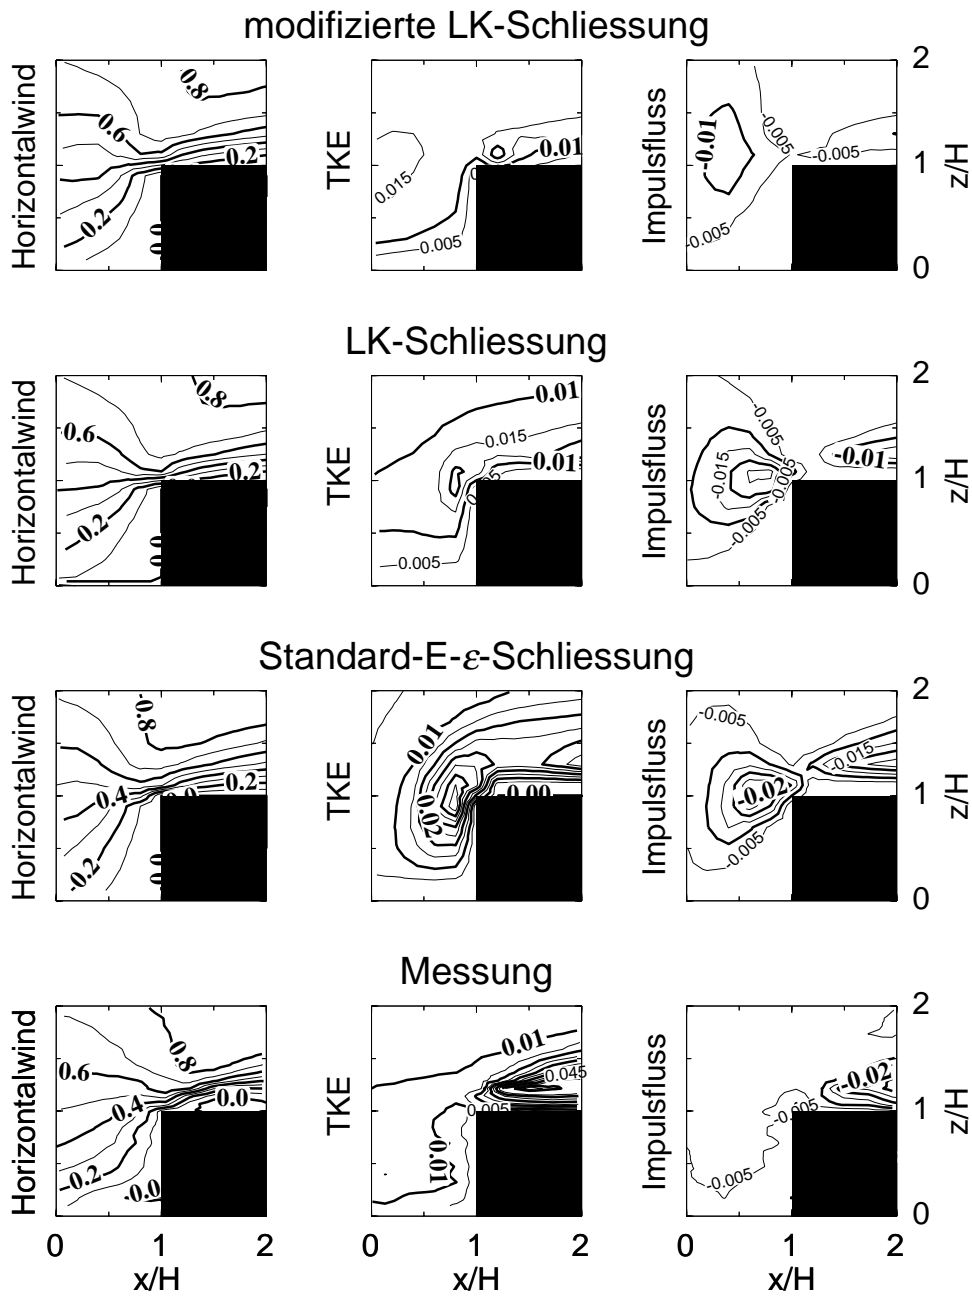 modifizierte LK-Schliessung
Horizontalwind
0.8
0.6
0.2
-0.2
TKE
0.015
0.01
-0.005
Impulsfluss
-0.01
-0.005
-0.005
-0.005
2
1
0
z/H
LK-Schliessung
Horizontalwind
0.8
0.6
0.2
-0.2
TKE
0.01
0.015
0.01
-0.005
Impulsfluss
-0.005
-0.015
-0.005
-0.01
-0.005
2
1
0
z/H
Standard-E-ε-Schliessung
Horizontalwind
-0.8
0.4
0.2
-0.2
TKE
0.01
0.02
-0.00
Impulsfluss
-0.005
-0.015
-0.02
-0.005
2
1
0
z/H
Messung
Horizontalwind
0.8
0.6
-0.4
0.0
-0.2
-0.0
TKE
0.01
0.045
0.005
0.01
Impulsfluss
-0.02
-0.005
-0.005
2
1
0
z/H
0 1 2 0 1 2 0 1 2
x/H x/H x/H